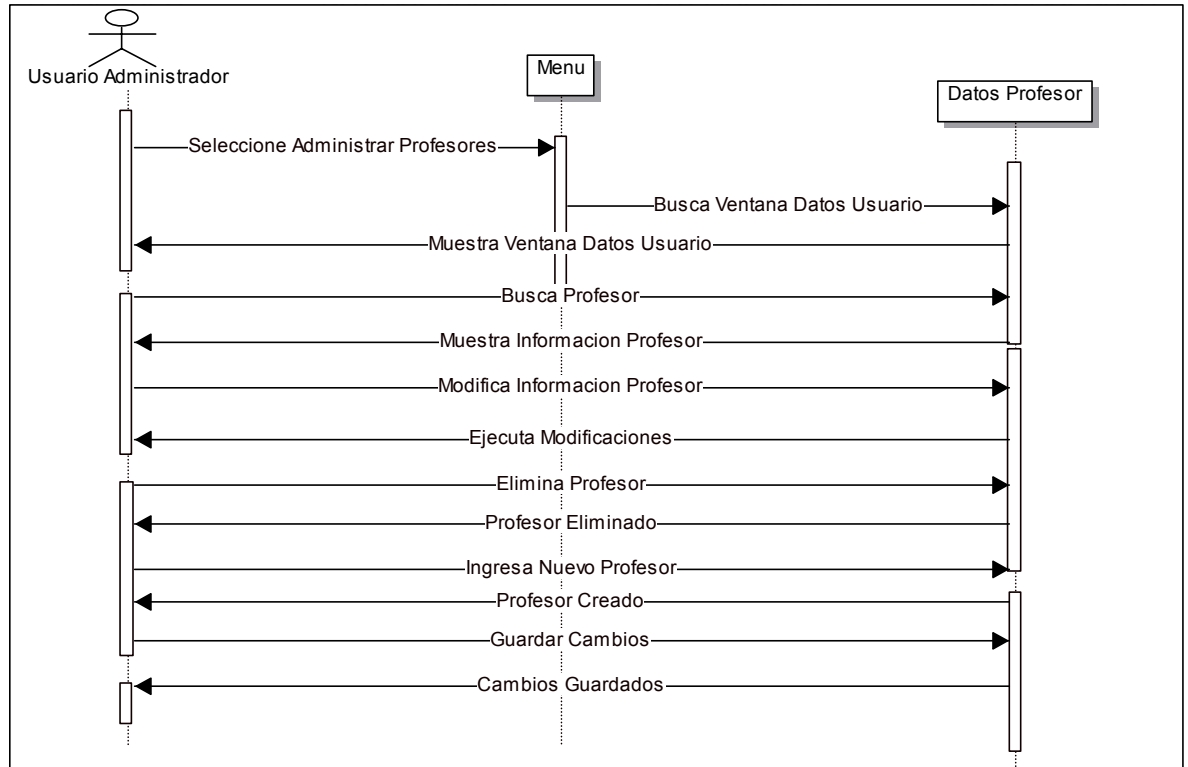 Usuario Administrador
Menu
Datos Profesor
Seleccione Administrar Profesores
Busca Ventana Datos Usuario
Muestra Ventana Datos Usuario
Busca Profesor
Muestra Informacion Profesor
Modifica Informacion Profesor
Ejecuta Modificaciones
Elimina Profesor
Profesor Eliminado
Ingresa Nuevo Profesor
Profesor Creado
Guardar Cambios
Cambios Guardados